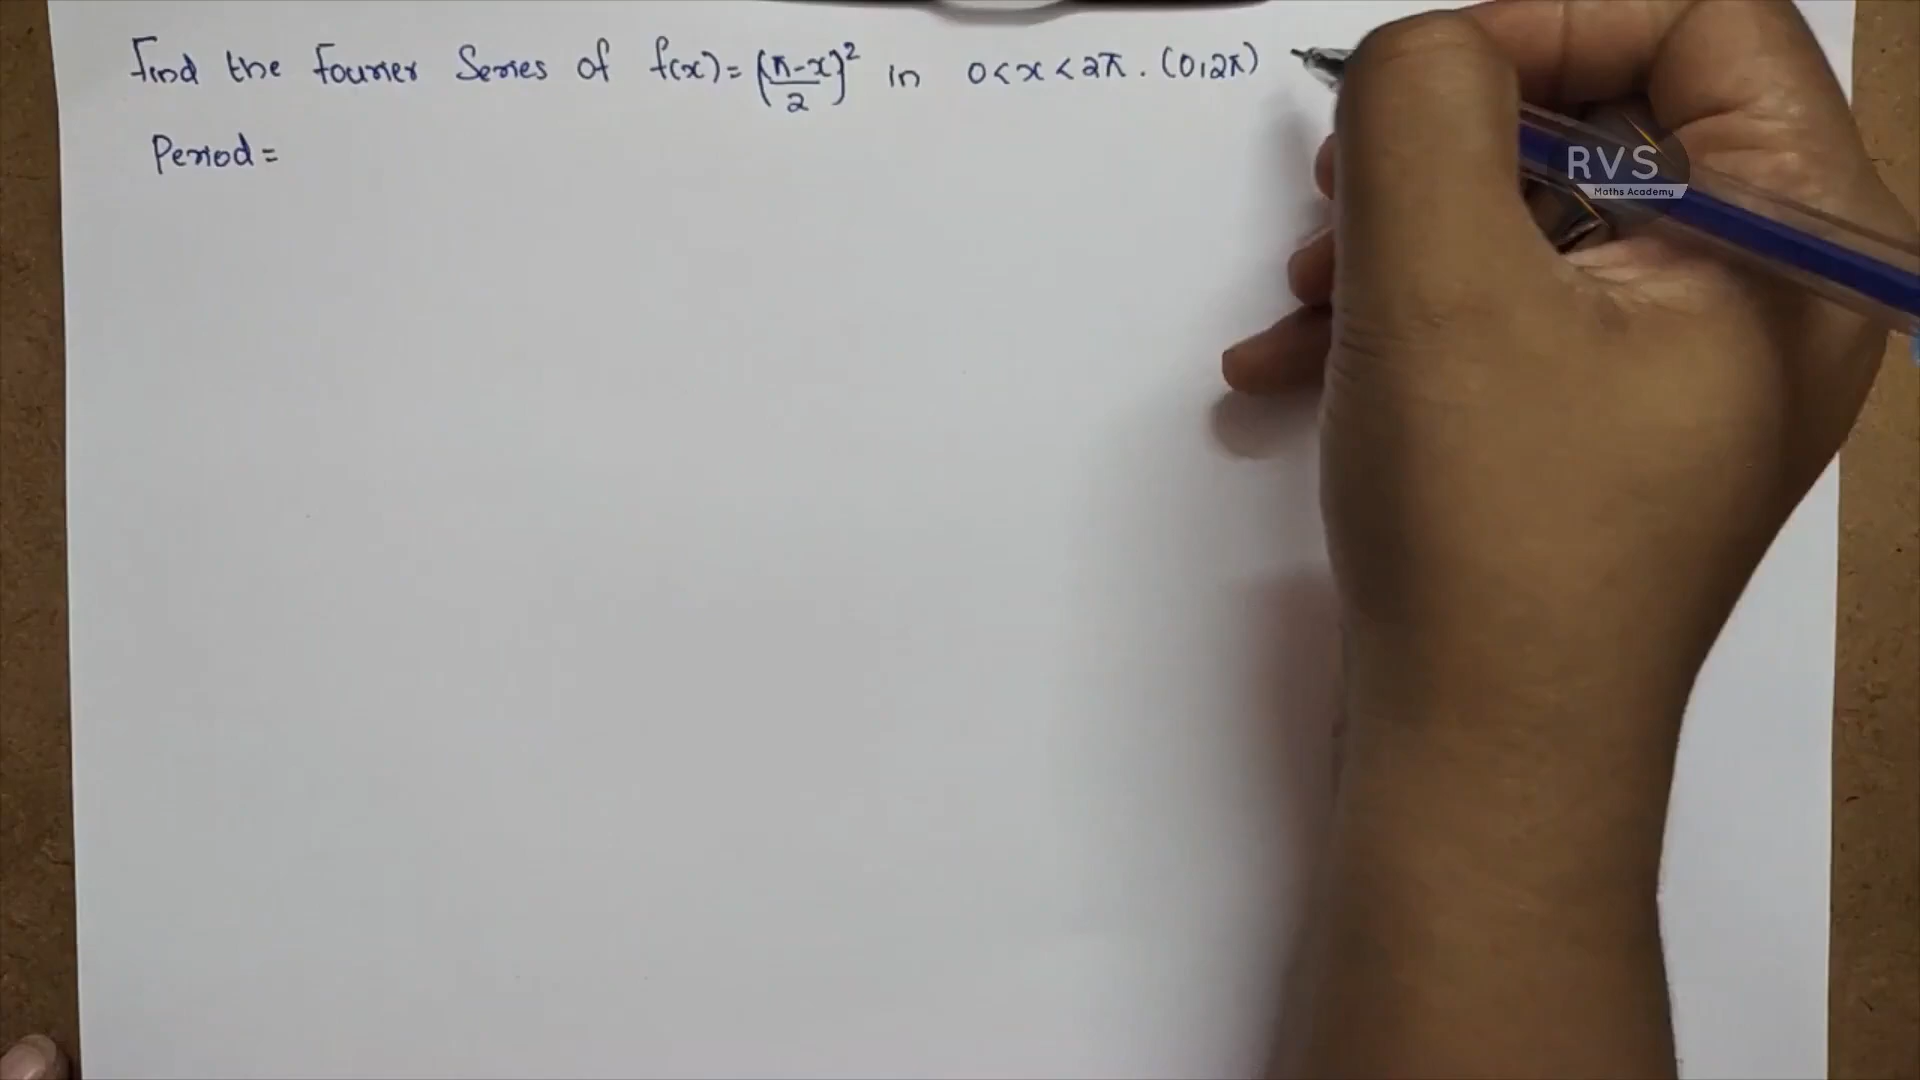 Find the Fourier Series of f(x)=(π-x/2)² in 0<x<2π. (0,2π)
Period=
RVS
Maths Academy